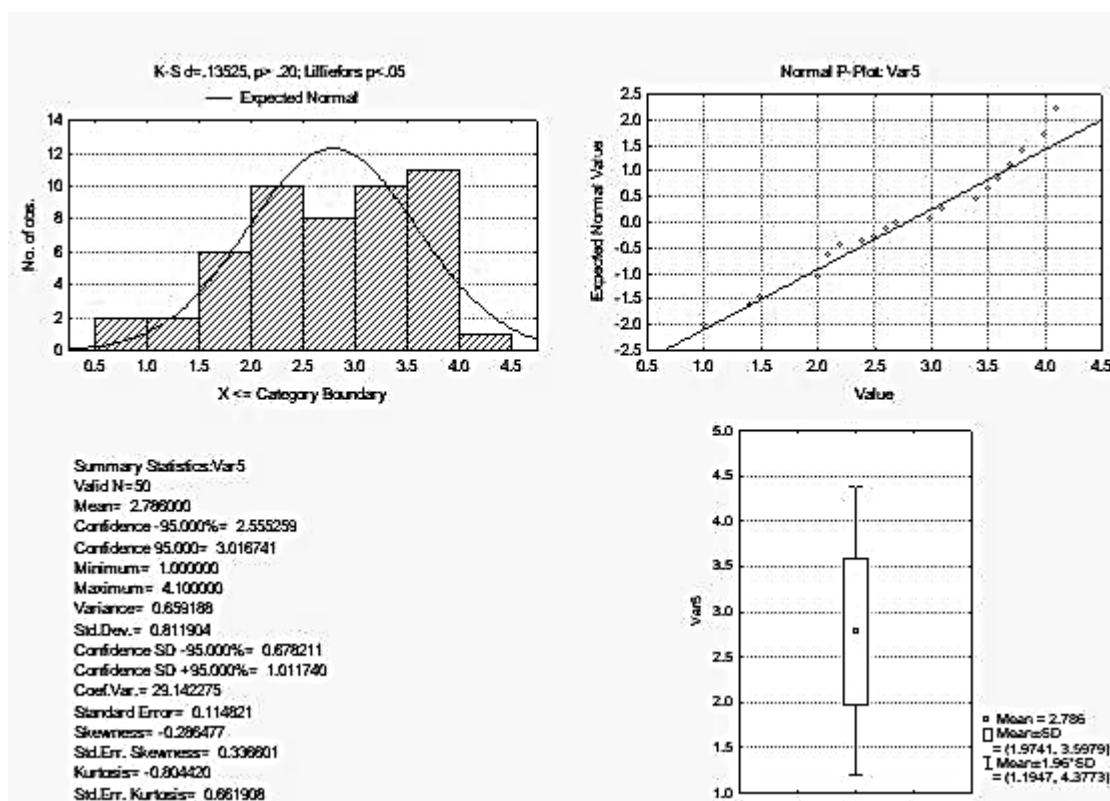 K-S d=.13525, p> .20; Lilliefors p<.05
Expected Normal
14
12
10
8
6
4
2
0
No. of obs.
0.5 1.0 1.5 2.0 2.5 3.0 3.5 4.0 4.5
X <= Category Boundary
Normal P-Plot: Var5
2.5
2.0
1.5
1.0
0.5
0.0
-0.5
-1.0
-1.5
-2.0
-2.5
Expected Normal Value
0.5 1.0 1.5 2.0 2.5 3.0 3.5 4.0 4.5
Value
Summary Statistics:Var5
Valid N=50
Mean= 2.786000
Confidence -95.000%= 2.555259
Confidence 95.000= 3.016741
Minimum= 1.000000
Maximum= 4.100000
Variance= 0.659188
Std.Dev.= 0.811904
Confidence SD -95.000%= 0.678211
Confidence SD +95.000%= 1.011740
Coef.Var.= 29.142275
Standard Error= 0.114821
Skewness= -0.286477
Std.Err. Skewness= 0.336601
Kurtosis= -0.804420
Std.Err. Kurtosis= 0.661908
5.0
4.5
4.0
3.5
3.0
2.5
2.0
1.5
1.0
Var5
Mean = 2.786
Mean±SD
= (1.9741, 3.5979)
Mean±1.96*SD
= (1.1947, 4.3773)